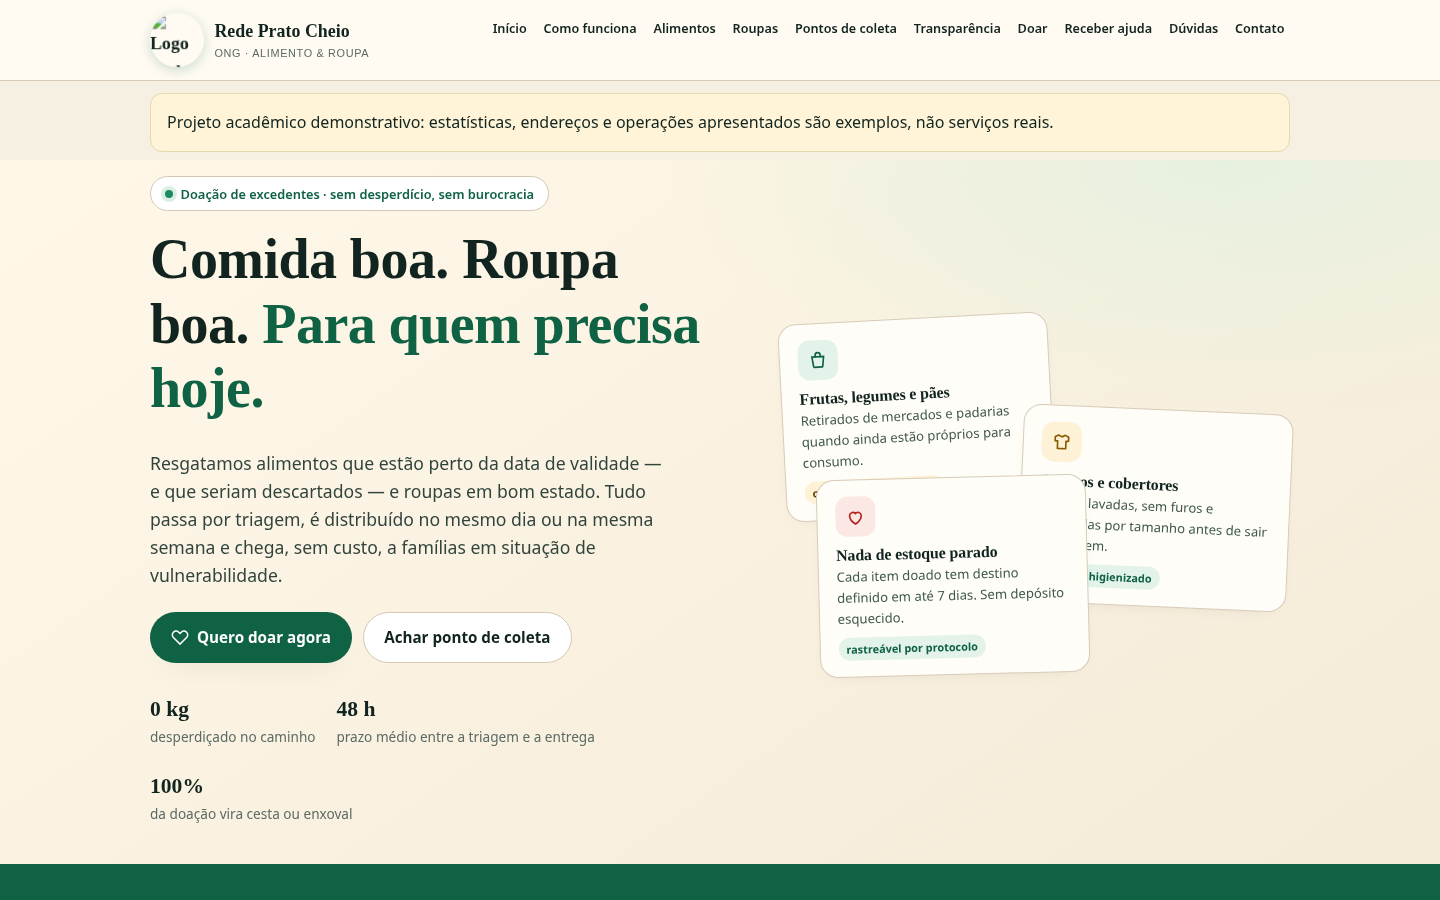 Logo
Rede Prato Cheio
ONG · ALIMENTO & ROUPA
Início Como funciona Alimentos Roupas Pontos de coleta Transparência Doar Receber ajuda Dúvidas Contato
Projeto acadêmico demonstrativo: estatísticas, endereços e operações apresentados são exemplos, não serviços reais.
Doação de excedentes · sem desperdício, sem burocracia
Comida boa. Roupa
boa. Para quem precisa
hoje.
Resgatamos alimentos que estão perto da data de validade —
e que seriam descartados — e roupas em bom estado. Tudo
passa por triagem, é distribuído no mesmo dia ou na mesma
semana e chega, sem custo, a famílias em situação de
vulnerabilidade.
Quero doar agora
Achar ponto de coleta
0 kg
desperdiçado no caminho
48 h
prazo médio entre a triagem e a entrega
100%
da doação vira cesta ou enxoval
Frutas, legumes e pães
Retirados de mercados e padarias
quando ainda estão próprios para
consumo.
e cobertores
lavadas, sem furos e
por tamanho antes de sair
higienizado
Nada de estoque parado
Cada item doado tem destino
definido em até 7 dias. Sem depósito
esquecido.
rastreável por protocolo